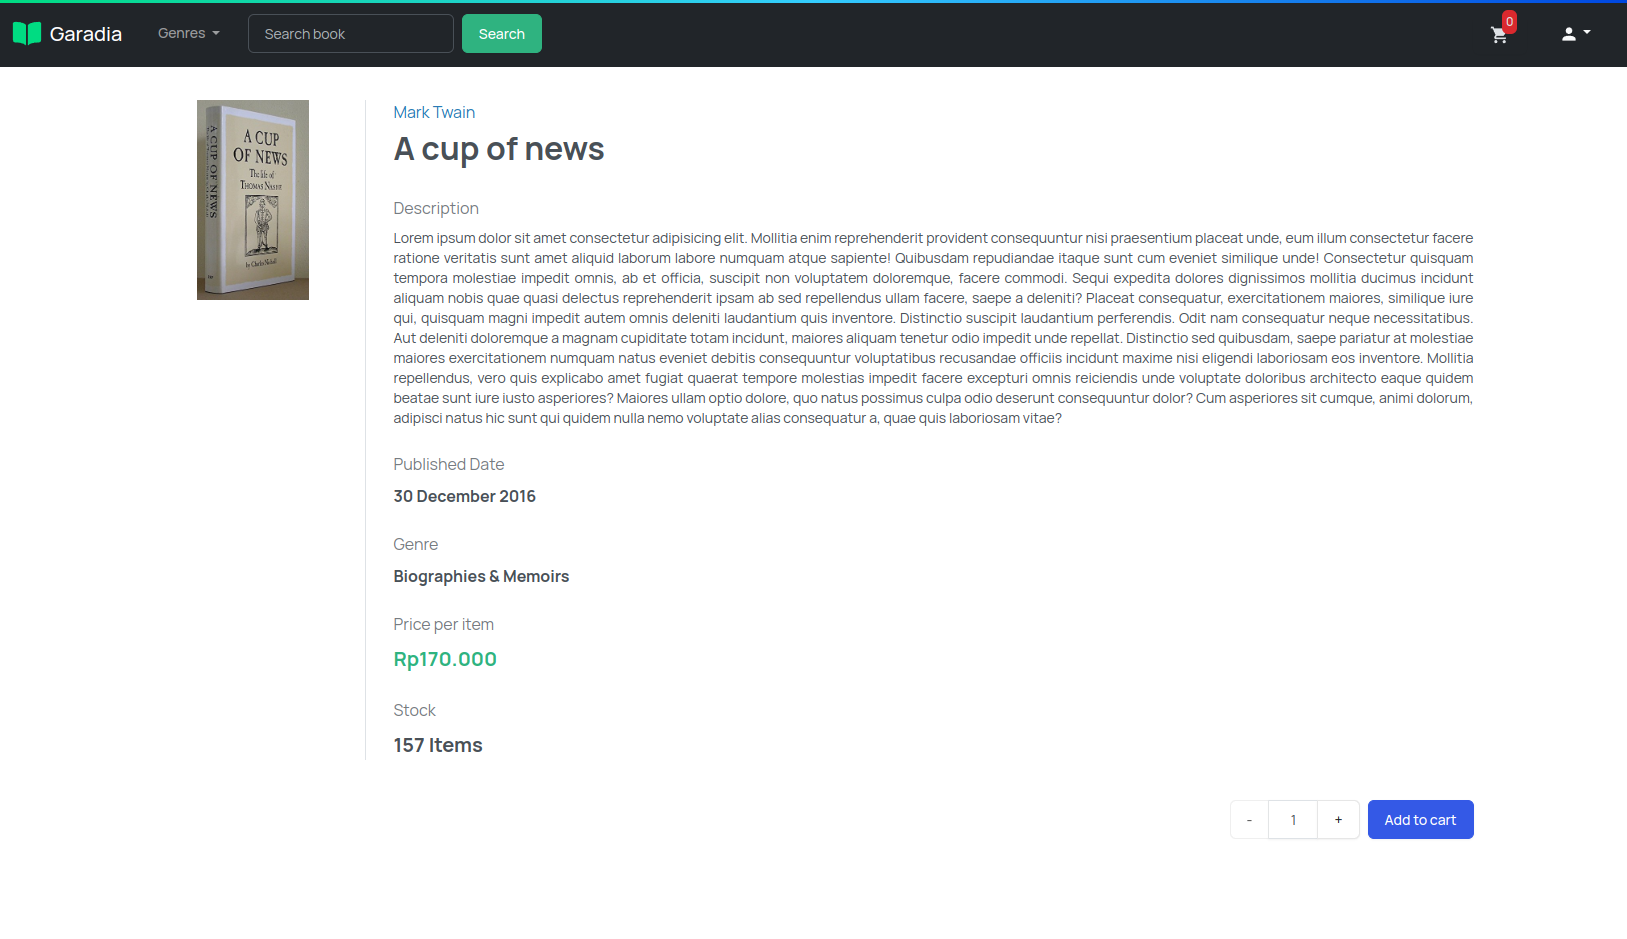 Garadia
Genres
Search book
Search
0
A CUP
OF NEWS
The life of
THOMAS NASHE
by Charles Nicholl
A CUP OF NEWS
Mark Twain
A cup of news
Description
Lorem ipsum dolor sit amet consectetur adipisicing elit. Mollitia enim reprehenderit provident consequuntur nisi praesentium placeat unde, eum illum consectetur facere
ratione veritatis sunt amet aliquid laborum labore numquam atque sapiente! Quibusdam repudiandae itaque sunt cum eveniet similique unde! Consectetur quisquam
tempora molestiae impedit omnis, ab et officia, suscipit non voluptatem doloremque, facere commodi. Sequi expedita dolores dignissimos mollitia ducimus incidunt
aliquam nobis quae quasi delectus reprehenderit ipsam ab sed repellendus ullam facere, saepe a deleniti? Placeat consequatur, exercitationem maiores, similique iure
qui, quisquam magni impedit autem omnis deleniti laudantium quis inventore. Distinctio suscipit laudantium perferendis. Odit nam consequatur neque necessitatibus.
Aut deleniti doloremque a magnam cupiditate totam incidunt, maiores aliquam tenetur odio impedit unde repellat. Distinctio sed quibusdam, saepe pariatur at molestiae
maiores exercitationem numquam natus eveniet debitis consequuntur voluptatibus recusandae officiis incidunt maxime nisi eligendi laboriosam eos inventore. Mollitia
repellendus, vero quis explicabo amet fugiat quaerat tempore molestias impedit facere excepturi omnis reiciendis unde voluptate doloribus architecto eaque quidem
beatae sunt iure iusto asperiores? Maiores ullam optio dolore, quo natus possimus culpa odio deserunt consequuntur dolor? Cum asperiores sit cumque, animi dolorum,
adipisci natus hic sunt qui quidem nulla nemo voluptate alias consequatur a, quae quis laboriosam vitae?
Published Date
30 December 2016
Genre
Biographies & Memoirs
Price per item
Rp170.000
Stock
157 Items
- 1 + Add to cart